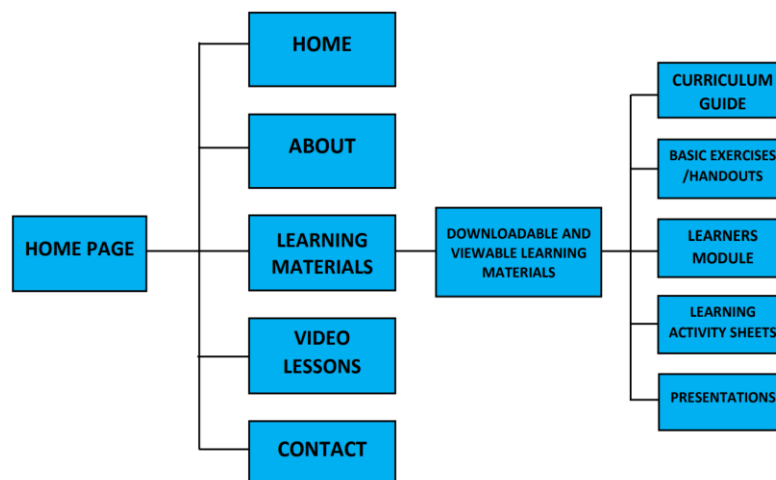 HOME
ABOUT
HOME PAGE
LEARNING
MATERIALS
VIDEO
LESSONS
CONTACT
DOWNLOADABLE AND
VIEWABLE LEARNING
MATERIALS
CURRICULUM
GUIDE
BASIC EXERCISES
/HANDOUTS
LEARNERS
MODULE
LEARNING
ACTIVITY SHEETS
PRESENTATIONS